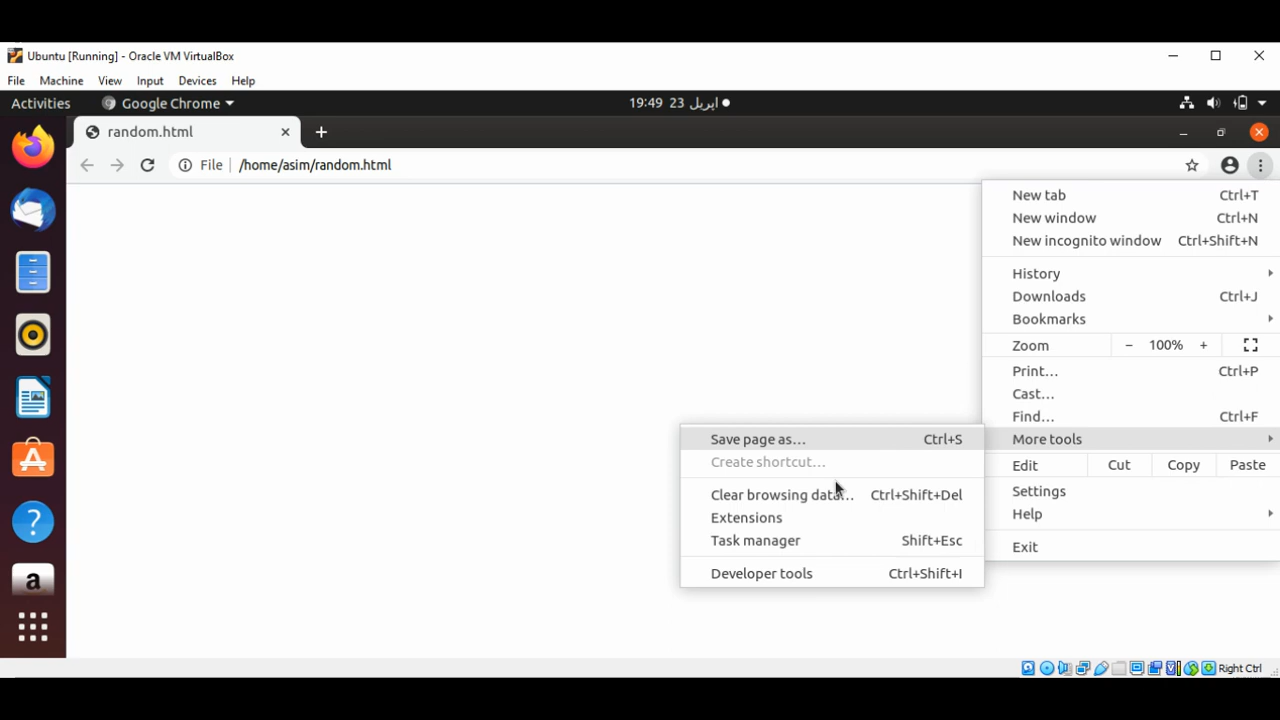 Ubuntu [Running] - Oracle VM VirtualBox
File Machine View Input Devices Help
Activities Google Chrome 19:49 23 اپریل
random.html
File /home/asim/random.html
New tab Ctrl+T
New window Ctrl+N
New incognito window Ctrl+Shift+N
History
Downloads Ctrl+J
Bookmarks
Zoom − 100% +
Print... Ctrl+P
Cast...
Find... Ctrl+F
More tools
Save page as... Ctrl+S
Create shortcut...
Clear browsing data... Ctrl+Shift+Del
Extensions
Task manager Shift+Esc
Developer tools Ctrl+Shift+I
Edit Cut Copy Paste
Settings
Help
Exit
a
Right Ctrl